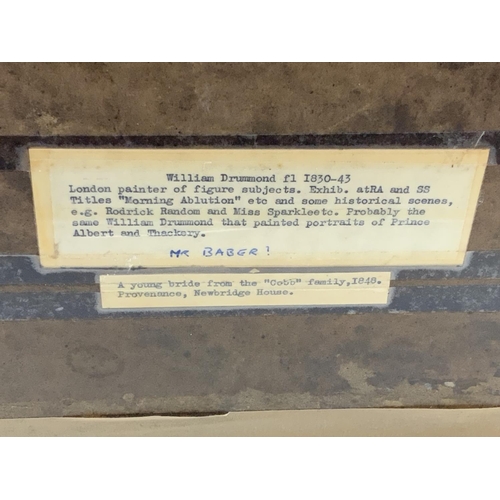 William Drummond fl I830-43
London painter of figure subjects. Exhib. atRA and SS
Titles "Morning Ablution" etc and some historical scenes,
e.g. Rodrick Random and Miss Sparkleetc. Probably the
same William Drummond that painted portraits of Prince
Albert and Thackery.
Mr BABER!
A young bride from the "Cobb" family,I848.
Provenance, Newbridge House.